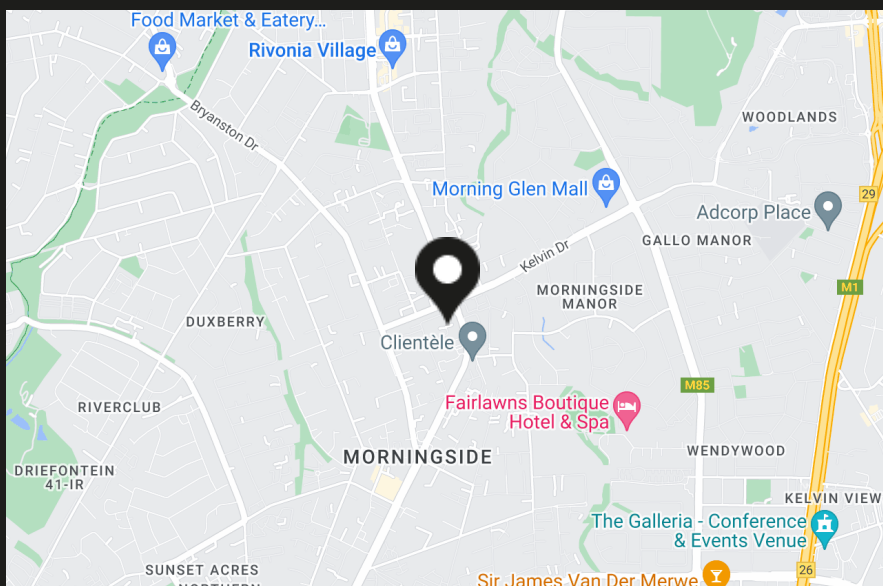 Food Market & Eatery...
Rivonia Village
Bryanston Dr
WOODLANDS
Morning Glen Mall
29
Adcorp Place
GALLO MANOR
Kelvin Dr
M1
MORNINGSIDE
MANOR
DUXBERRY
Clientèle
M85
RIVERCLUB
Fairlawns Boutique
Hotel & Spa
MORNINGSIDE
WENDYWOOD
DRIEFONTEIN
41-IR
KELVIN VIEW
The Galleria - Conference
& Events Venue
SUNSET ACRES
26
Sir James Van Der Merwe
NORTHERN